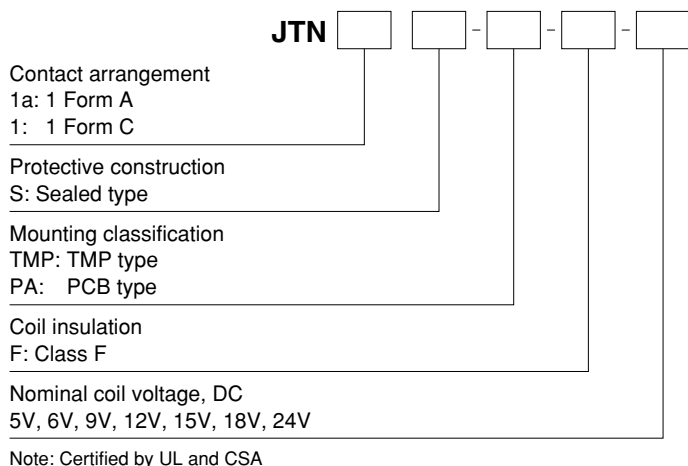 JTN - - -
Contact arrangement
1a: 1 Form A
1: 1 Form C
Protective construction
S: Sealed type
Mounting classification
TMP: TMP type
PA: PCB type
Coil insulation
F: Class F
Nominal coil voltage, DC
5V, 6V, 9V, 12V, 15V, 18V, 24V
Note: Certified by UL and CSA